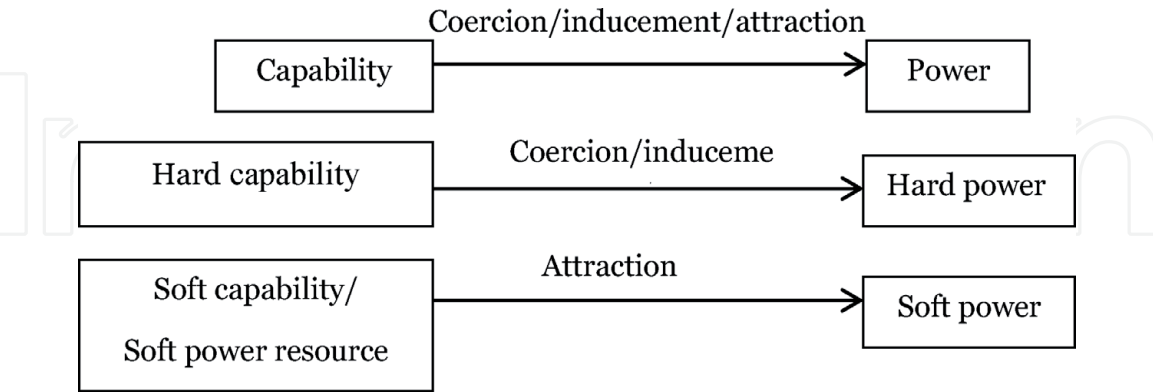 Coercion/inducement/attraction
Capability
Power
Coercion/induceme
Hard capability
Hard power
Attraction
Soft capability/
Soft power resource
Soft power